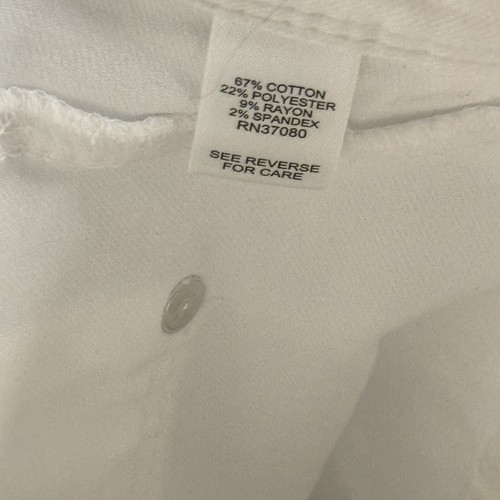 67% COTTON
22% POLYESTER
9% RAYON
2% SPANDEX
RN37080
SEE REVERSE
FOR CARE